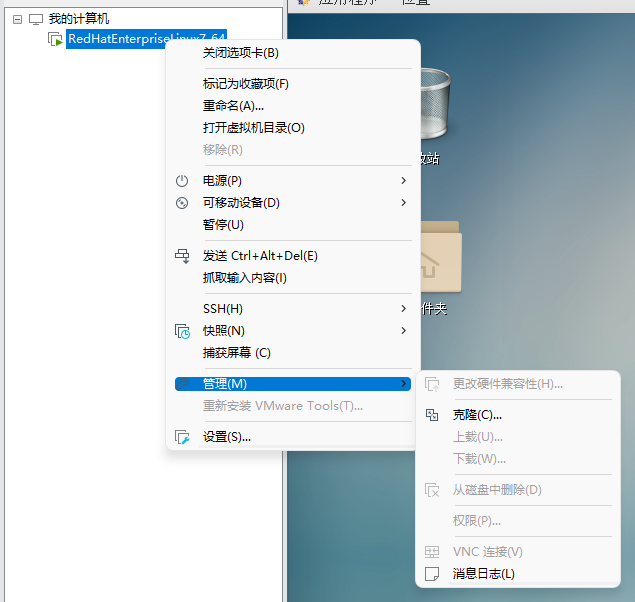 我的计算机
RedHatEnterpriseLinux7_64
应用程序 位置
关闭选项卡(B)
标记为收藏项(F)
重命名(A)...
打开虚拟机目录(O)
移除(R)
电源(P)
可移动设备(D)
暂停(U)
发送 Ctrl+Alt+Del(E)
抓取输入内容(I)
SSH(H)
快照(N)
捕获屏幕 (C)
管理(M)
重新安装 VMware Tools(T)...
设置(S)...
收站
件夹
更改硬件兼容性(H)...
克隆(C)...
上载(U)...
下载(W)...
从磁盘中删除(D)
权限(P)...
VNC 连接(V)
消息日志(L)